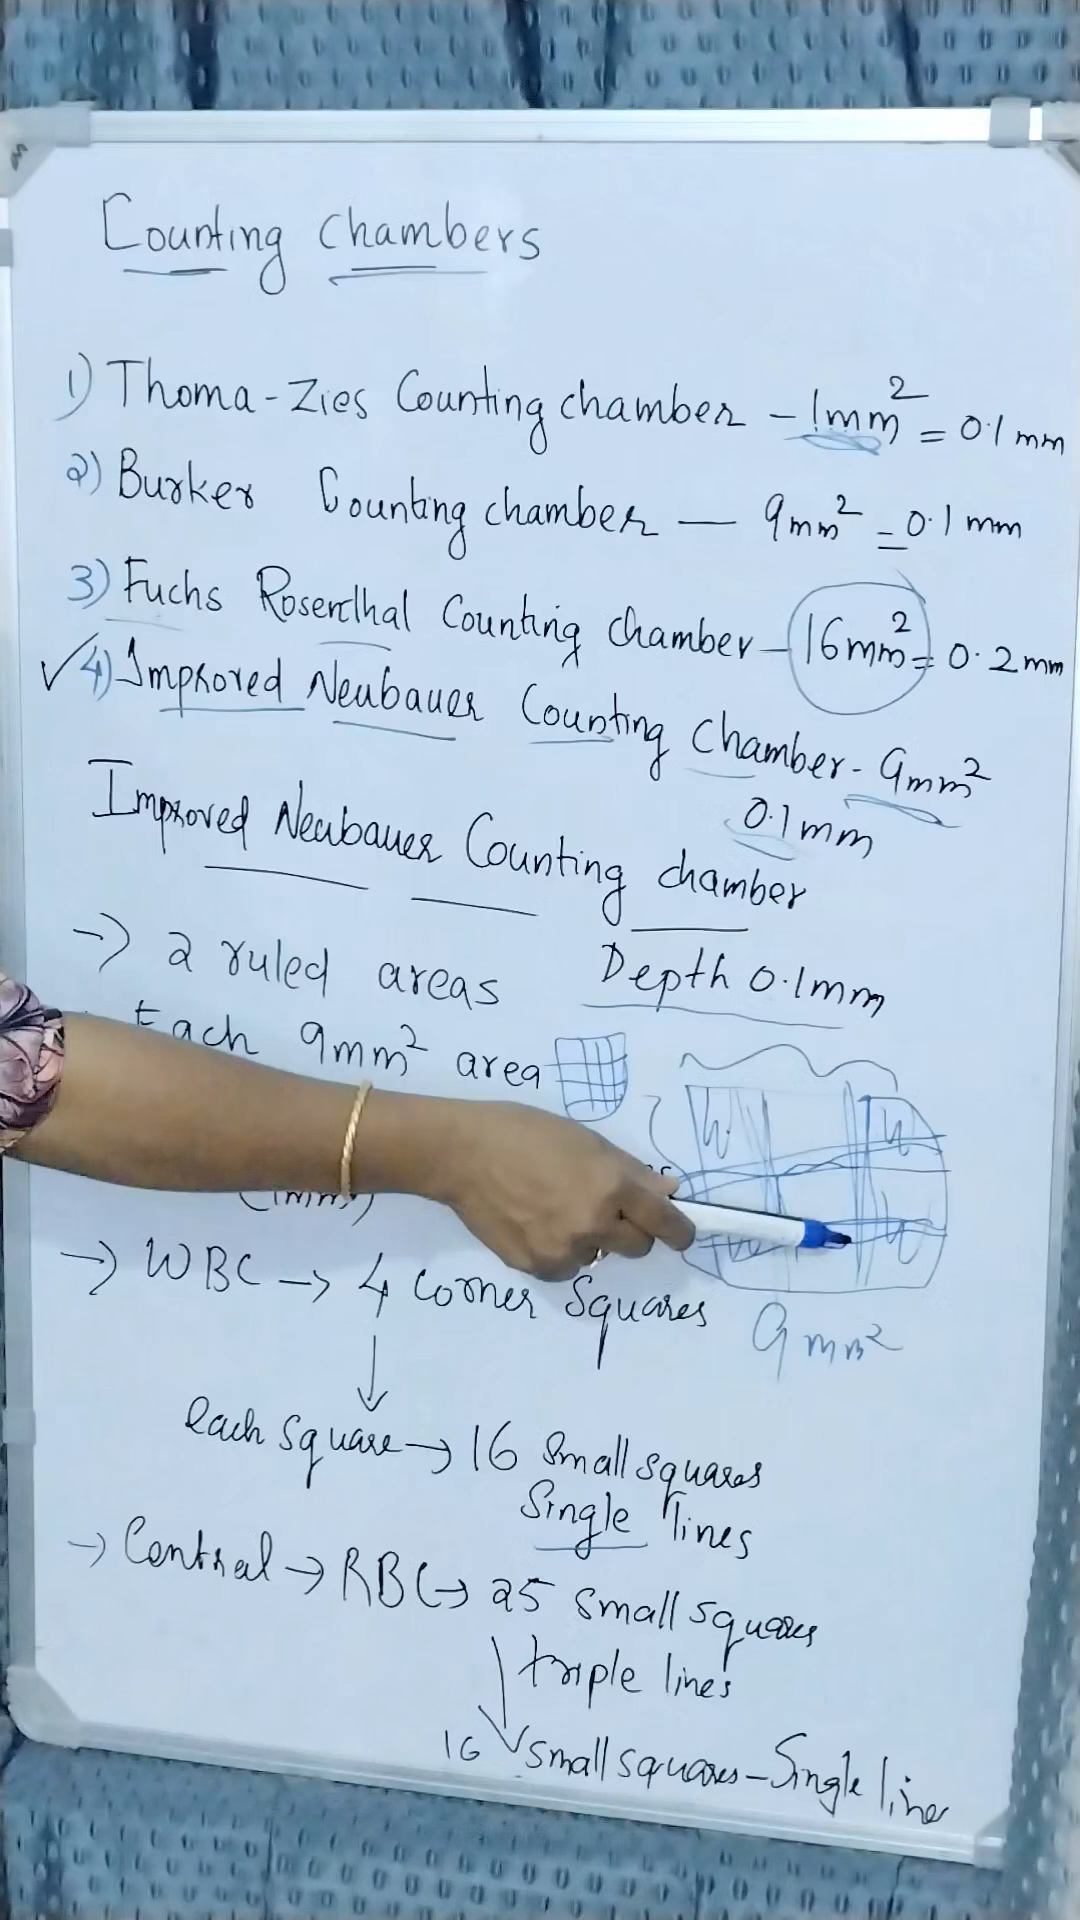 Counting chambers
1) Thoma-Zies Counting chamber - 1mm² = 0.1 mm
2) Burker Counting chamber — 9mm² = 0.1 mm
3) Fuchs Rosenthal Counting chamber - 16mm² = 0.2mm
✓ 4) Improved Neubauer Counting Chamber - 9mm²
0.1mm
Improved Neubauer Counting chamber
→ 2 ruled areas
Depth 0.1mm
Each 9mm² area
W W
W W
(1mm²)
→ WBC → 4 corner Squares
9mm²
↓
each square → 16 Small squares
Single lines
→ Central → RBC → 25 small squares
↓ triple lines
16 small squares - Single line